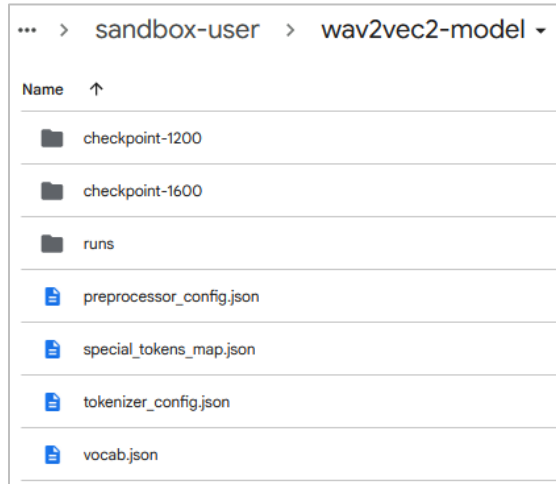 ... > sandbox-user > wav2vec2-model
Name ↑
checkpoint-1200
checkpoint-1600
runs
preprocessor_config.json
special_tokens_map.json
tokenizer_config.json
vocab.json